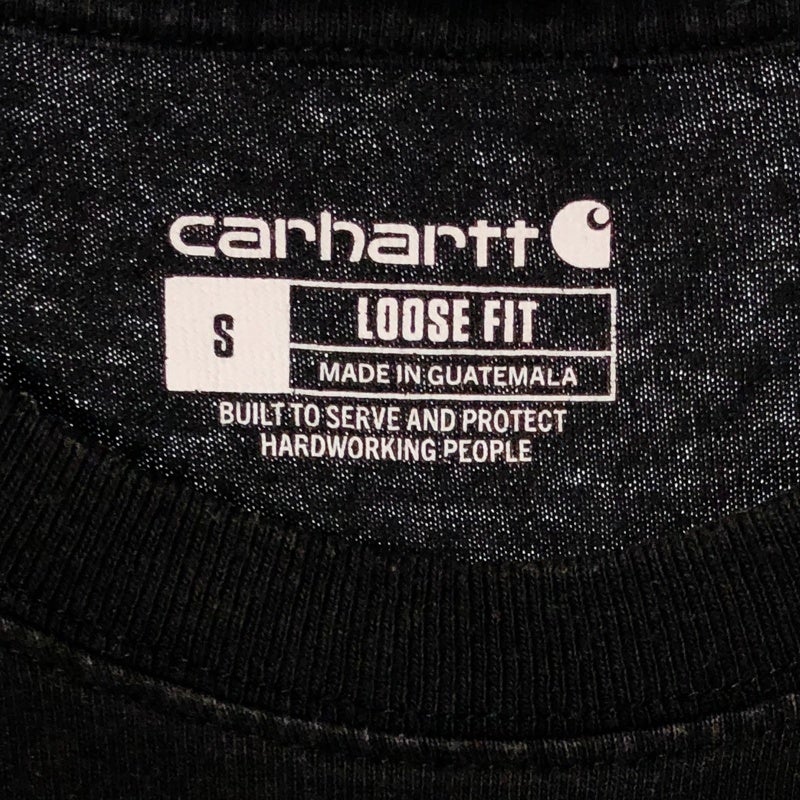 carhartt
S
LOOSE FIT
MADE IN GUATEMALA
BUILT TO SERVE AND PROTECT
HARDWORKING PEOPLE